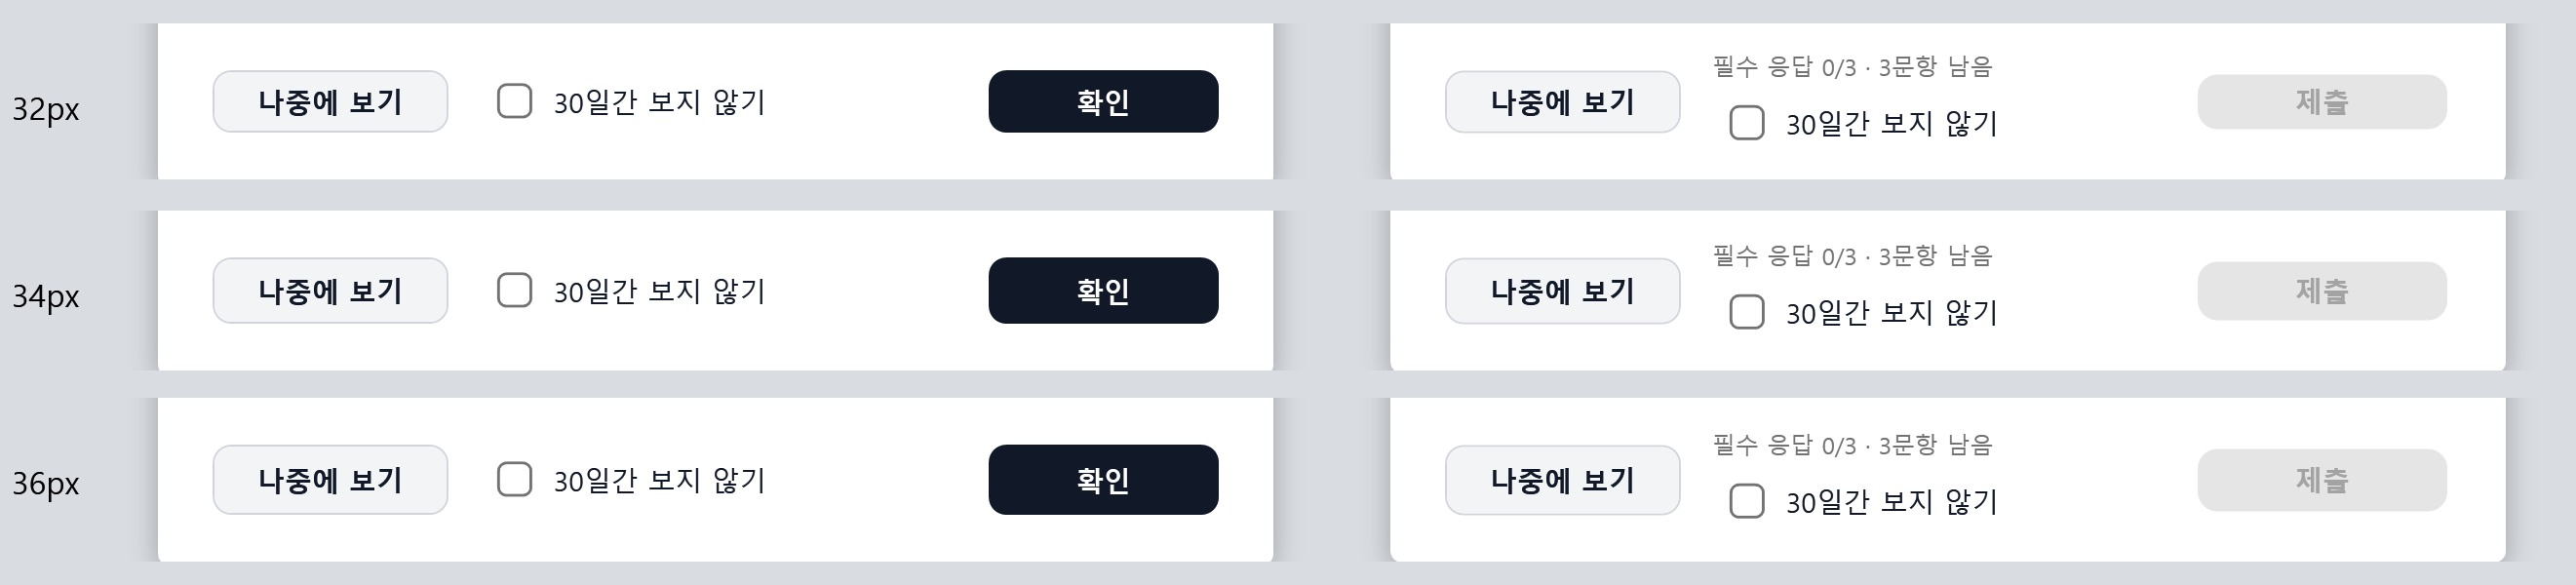 32px
나중에 보기
30일간 보지 않기
확인
나중에 보기
필수 응답 0/3 · 3문항 남음
30일간 보지 않기
제출
34px
나중에 보기
30일간 보지 않기
확인
나중에 보기
필수 응답 0/3 · 3문항 남음
30일간 보지 않기
제출
36px
나중에 보기
30일간 보지 않기
확인
나중에 보기
필수 응답 0/3 · 3문항 남음
30일간 보지 않기
제출